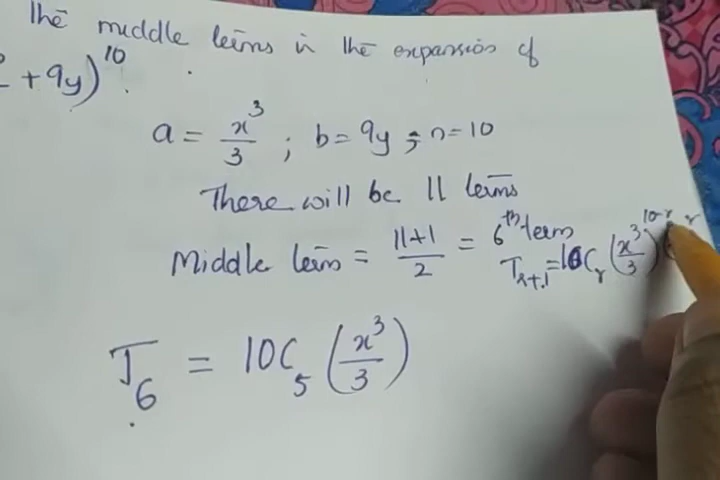 The middle terms in the expansion of
+ 9y)^10 .
a = x^3/3 ; b = 9y ; n = 10
There will be 11 terms
Middle term = 11+1/2 = 6th term
T_r+1 = 10C_r (x^3/3)^10-r
T_6 = 10C_5 (x^3/3)